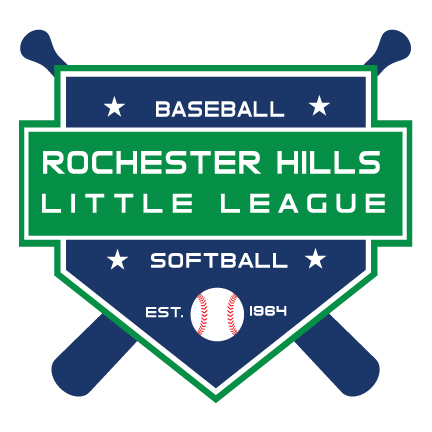 BASEBALL
ROCHESTER HILLS
LITTLE LEAGUE
SOFTBALL
EST. 1964